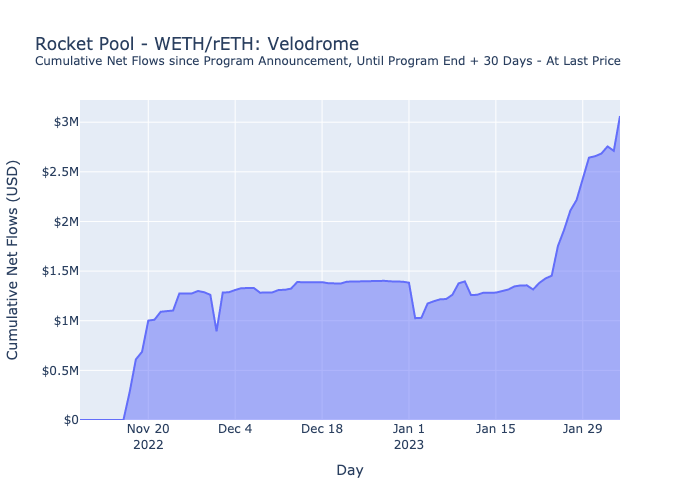 Rocket Pool - WETH/rETH: Velodrome
Cumulative Net Flows since Program Announcement, Until Program End + 30 Days - At Last Price
Cumulative Net Flows (USD)
$3M
$2.5M
$2M
$1.5M
$1M
$0.5M
$0
Nov 20 Dec 4 Dec 18 Jan 1 Jan 15 Jan 29
2022 2023
Day